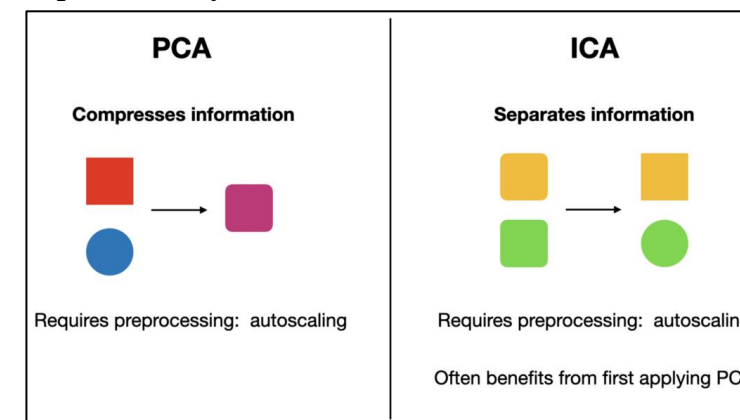 PCA
Compresses information
Requires preprocessing: autoscaling
ICA
Separates information
Requires preprocessing: autoscalin
Often benefits from first applying PC